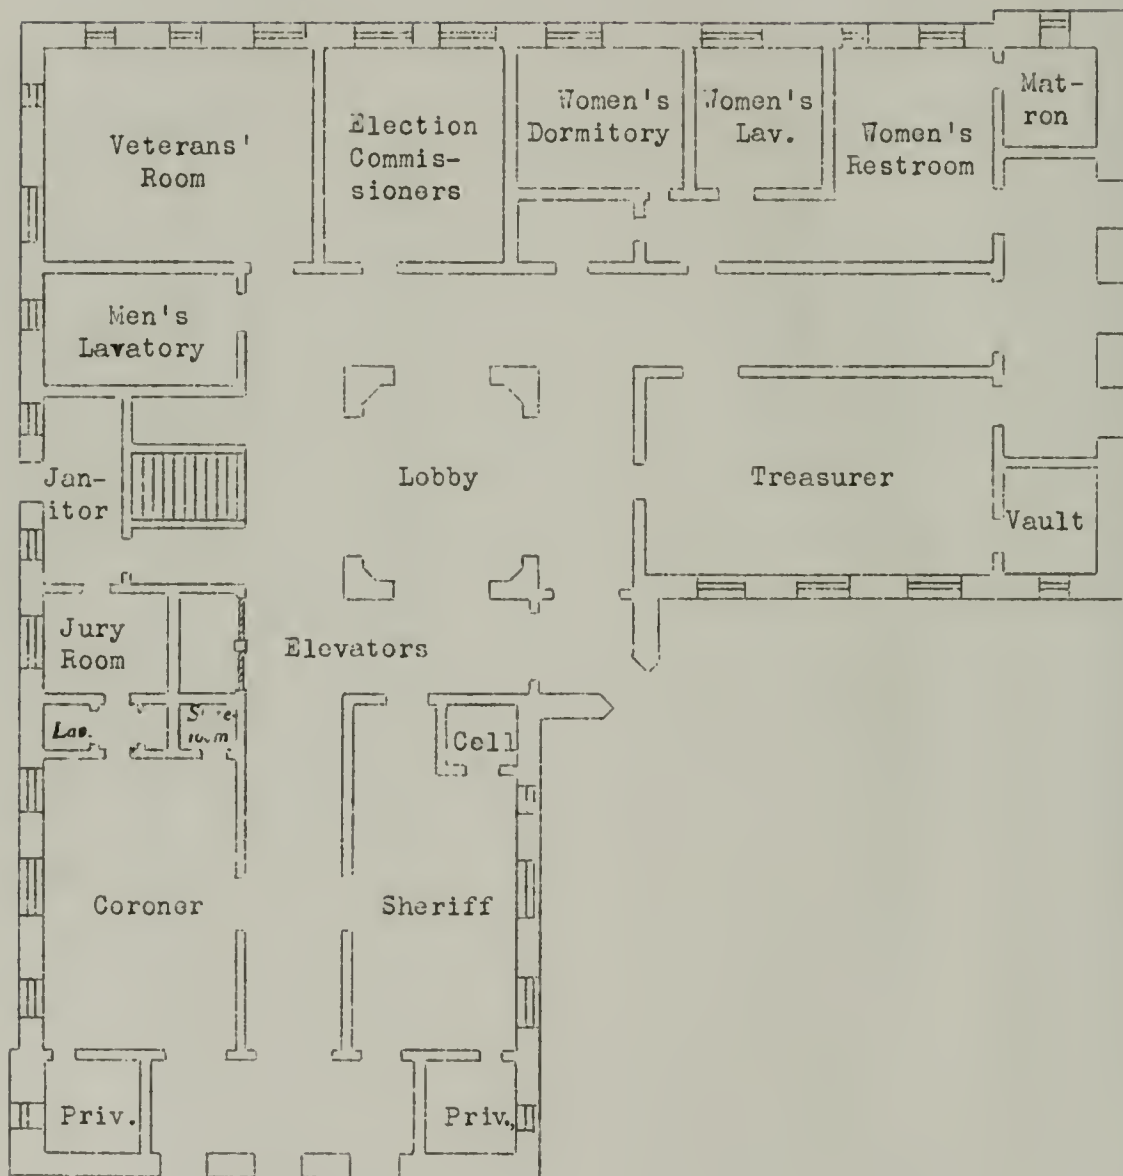 Veterans'
Room
Election
Commis-
sioners
Women's
Dormitory
Women's
Lav.
Women's
Restroom
Mat-
ron
Men's
Lavatory
Jan-
itor
Lobby
Treasurer
Vault
Jury
Room
Elevators
Lav.
room
Cell
Coroner
Sheriff
Priv.
Priv.,